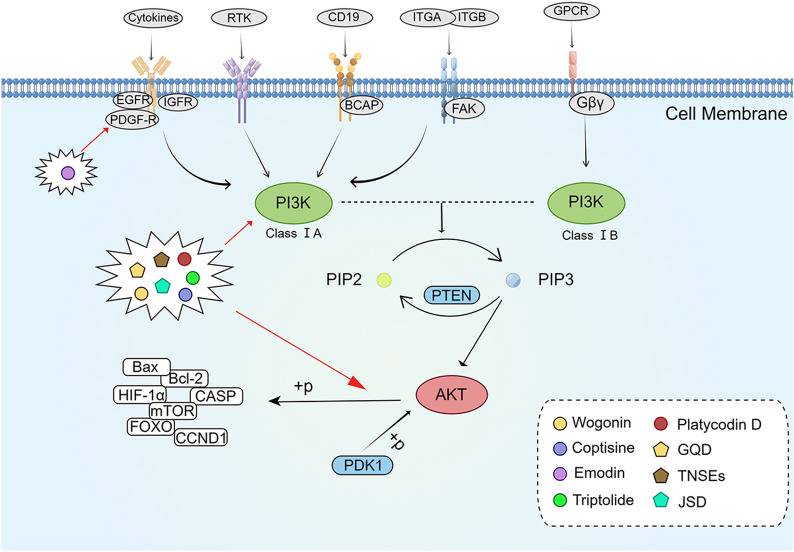 Cytokines
RTK
CD19
ITGA
ITGB
GPCR
EGFR
IGFR
PDGF-R
BCAP
FAK
Gβγ
Cell Membrane
PI3K
Class I A
PI3K
Class I B
PIP2
PIP3
PTEN
Bax
Bcl-2
HIF-1α
CASP
mTOR
FOXO
CCND1
+p
AKT
+p
PDK1
Wogonin
Platycodin D
Coptisine
GQD
Emodin
TNSEs
Triptolide
JSD